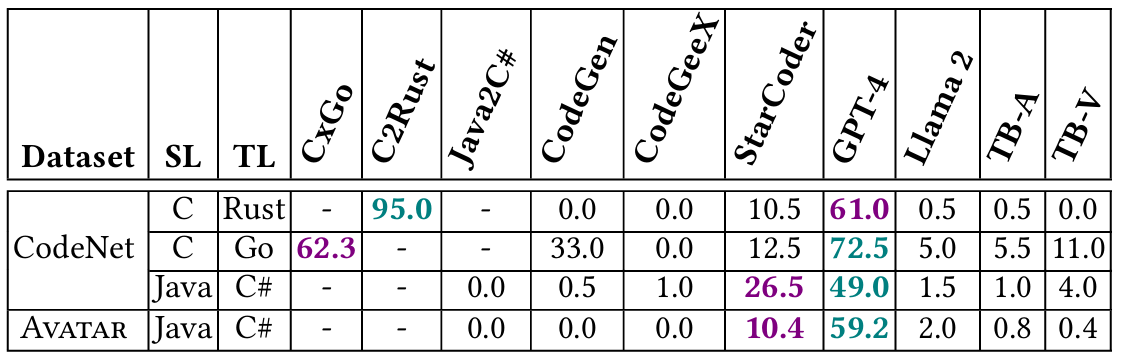 Dataset SL TL CxGo C2Rust Java2C# CodeGen CodeGeeX StarCoder GPT-4 Llama 2 TB-A TB-V
CodeNet C Rust - 95.0 - 0.0 0.0 10.5 61.0 0.5 0.5 0.0
C Go 62.3 - - 33.0 0.0 12.5 72.5 5.0 5.5 11.0
Java C# - - 0.0 0.5 1.0 26.5 49.0 1.5 1.0 4.0
AVATAR Java C# - - 0.0 0.0 0.0 10.4 59.2 2.0 0.8 0.4